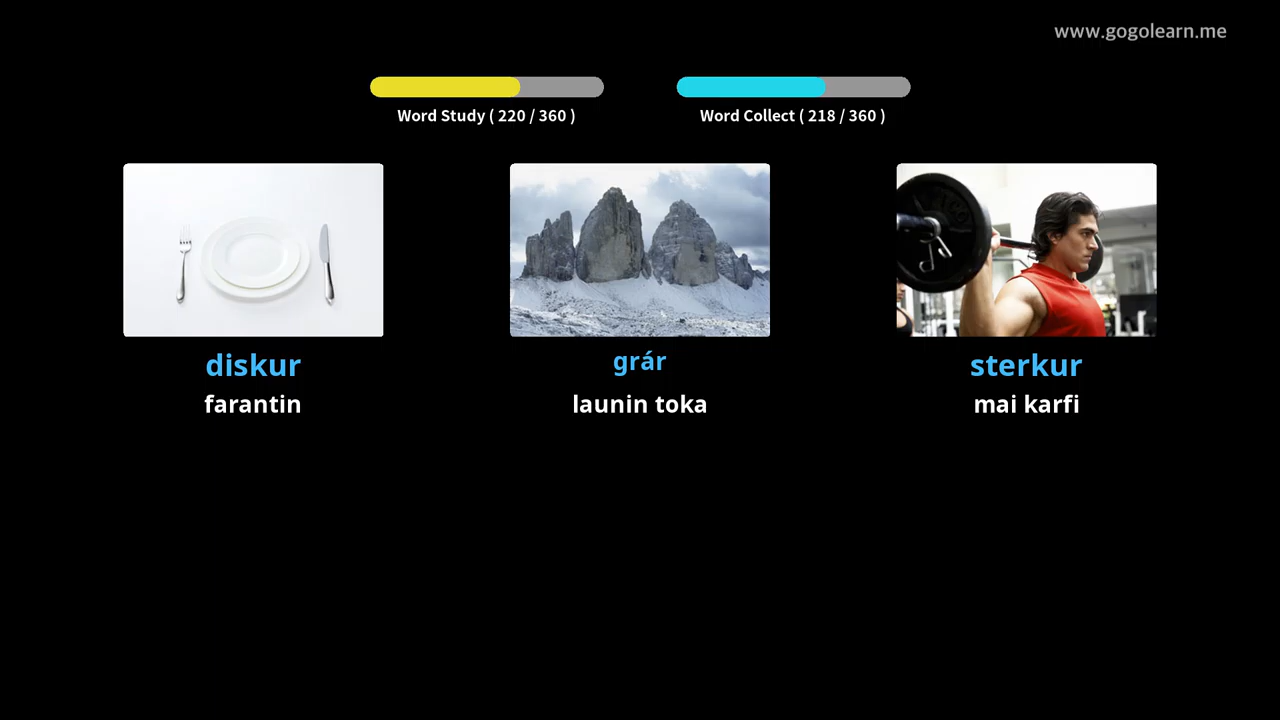 www.gogolearn.me
Word Study ( 220 / 360 )
Word Collect ( 218 / 360 )
diskur
farantin
grár
launin toka
sterkur
mai karfi